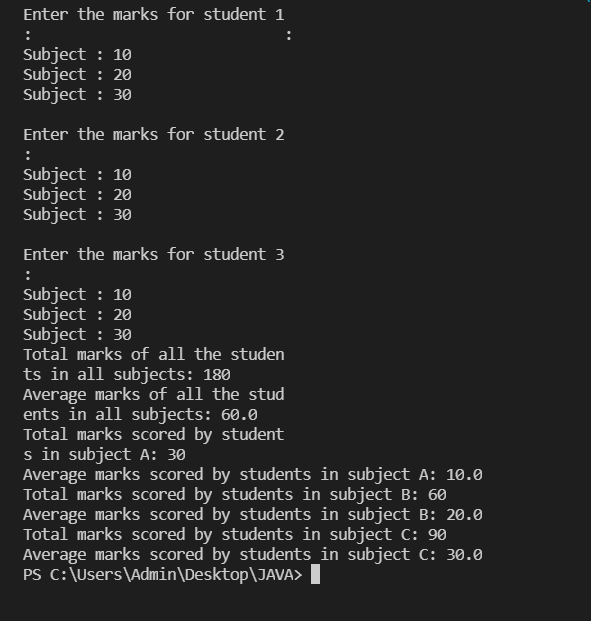 Enter the marks for student 1
:                            :
Subject : 10
Subject : 20
Subject : 30

Enter the marks for student 2
:
Subject : 10
Subject : 20
Subject : 30

Enter the marks for student 3
:
Subject : 10
Subject : 20
Subject : 30
Total marks of all the studen
ts in all subjects: 180
Average marks of all the stud
ents in all subjects: 60.0
Total marks scored by student
s in subject A: 30
Average marks scored by students in subject A: 10.0
Total marks scored by students in subject B: 60
Average marks scored by students in subject B: 20.0
Total marks scored by students in subject C: 90
Average marks scored by students in subject C: 30.0
PS C:\Users\Admin\Desktop\JAVA>